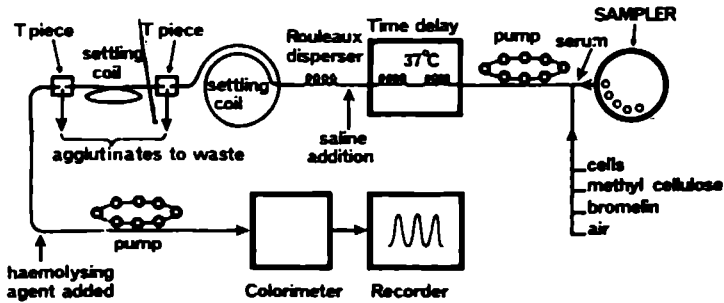 SAMPLER
T piece
T piece
settling
coil
Rouleaux
disperser
Time delay
37°C
pump
serum
settling
coil
saline
addition
agglutinates to waste
cells
methyl cellulose
bromelin
air
pump
haemolysing
agent added
Colorimeter
Recorder